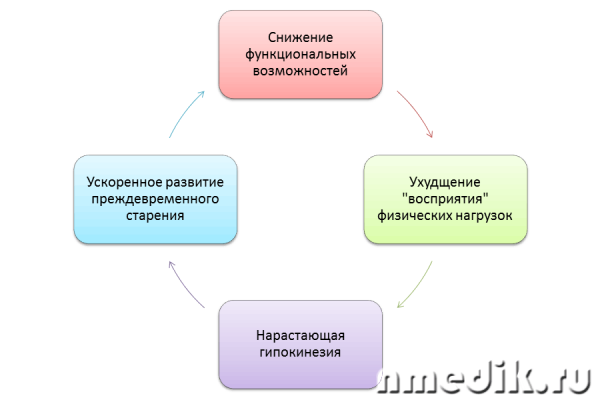 Снижение
функциональных
возможностей
Ухудщение
"восприятия"
физических нагрузок
Нарастающая
гипокинезия
Ускоренное развитие
преждевременного
старения
nmedik.ru